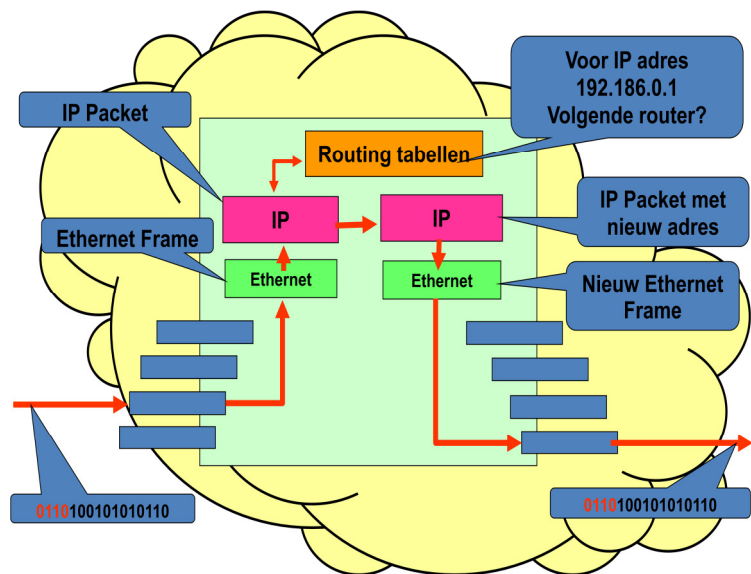 Voor IP adres
192.186.0.1
Volgende router?
IP Packet
Routing tabellen
IP
IP
IP Packet met
nieuw adres
Ethernet Frame
Ethernet
Ethernet
Nieuw Ethernet
Frame
0110100101010110
0110100101010110